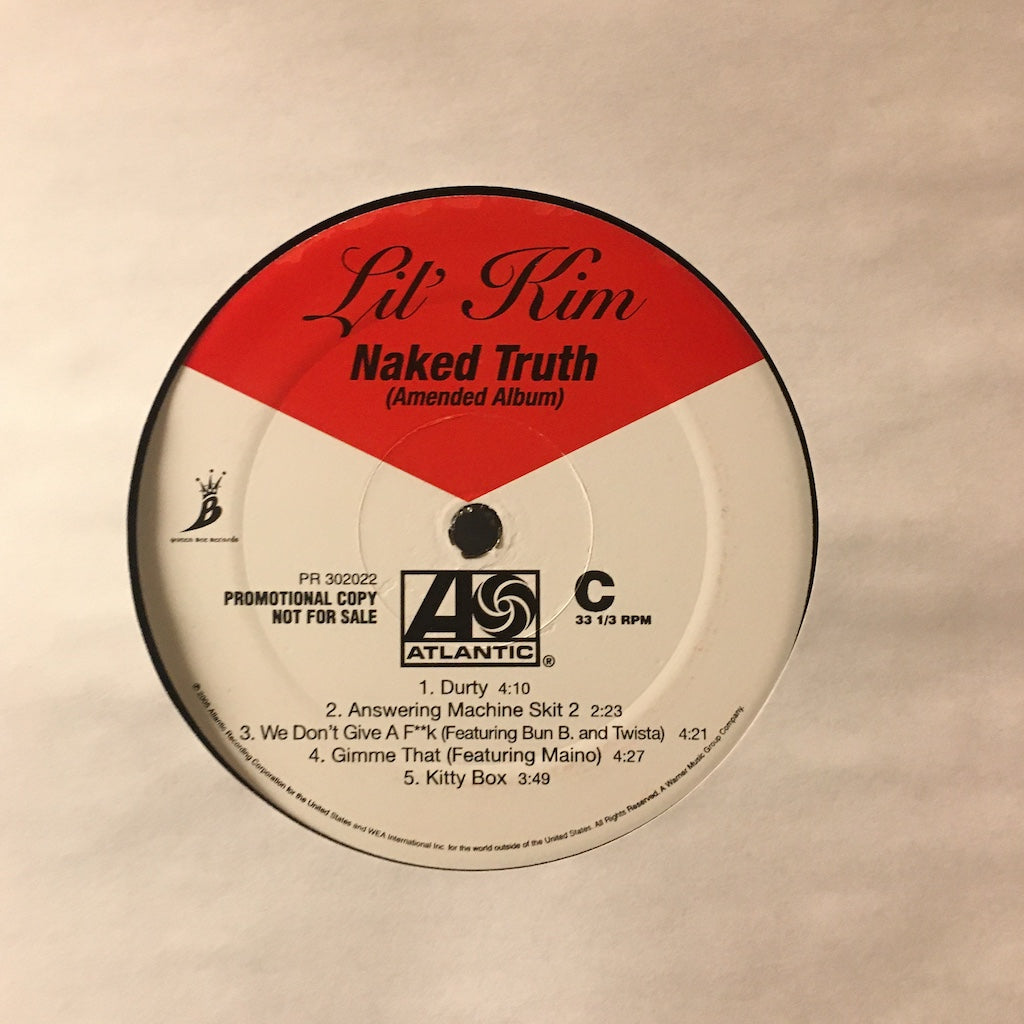 Lil' Kim
Naked Truth
(Amended Album)
B
Queen Bee Records
PR 302022
PROMOTIONAL COPY
NOT FOR SALE
ATLANTIC®
C
33 1/3 RPM
1. Durty 4:10
2. Answering Machine Skit 2 2:23
3. We Don't Give A F**k (Featuring Bun B. and Twista) 4:21
4. Gimme That (Featuring Maino) 4:27
5. Kitty Box 3:49
℗ 2005 Atlantic Recording Corporation for the United States and WEA International Inc. for the world outside of the United States. All Rights Reserved. A Warner Music Group Company.